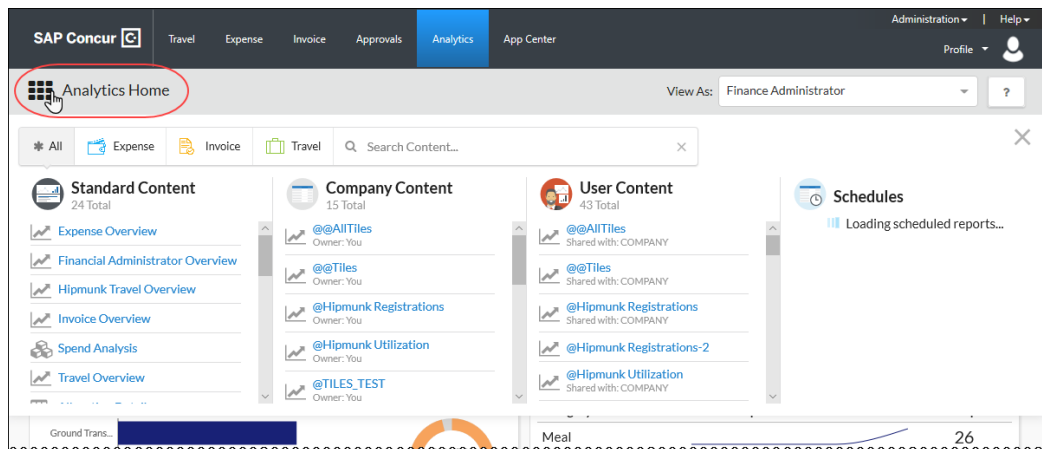 Administration | Help
SAP Concur C Travel Expense Invoice Approvals Analytics App Center
Profile
Analytics Home
View As: Finance Administrator ?
All Expense Invoice Travel Search Content...
Standard Content
24 Total
Expense Overview
Financial Administrator Overview
Hipmunk Travel Overview
Invoice Overview
Spend Analysis
Travel Overview
Company Content
15 Total
@@AllTiles
Owner: You
@@Tiles
Owner: You
@Hipmunk Registrations
Owner: You
@Hipmunk Utilization
Owner: You
@TILES_TEST
Owner: You
User Content
43 Total
@@AllTiles
Shared with: COMPANY
@@Tiles
Shared with: COMPANY
@Hipmunk Registrations
Shared with: COMPANY
@Hipmunk Registrations-2
@Hipmunk Utilization
Shared with: COMPANY
Schedules
Loading scheduled reports...
Ground Trans...
Meal 26